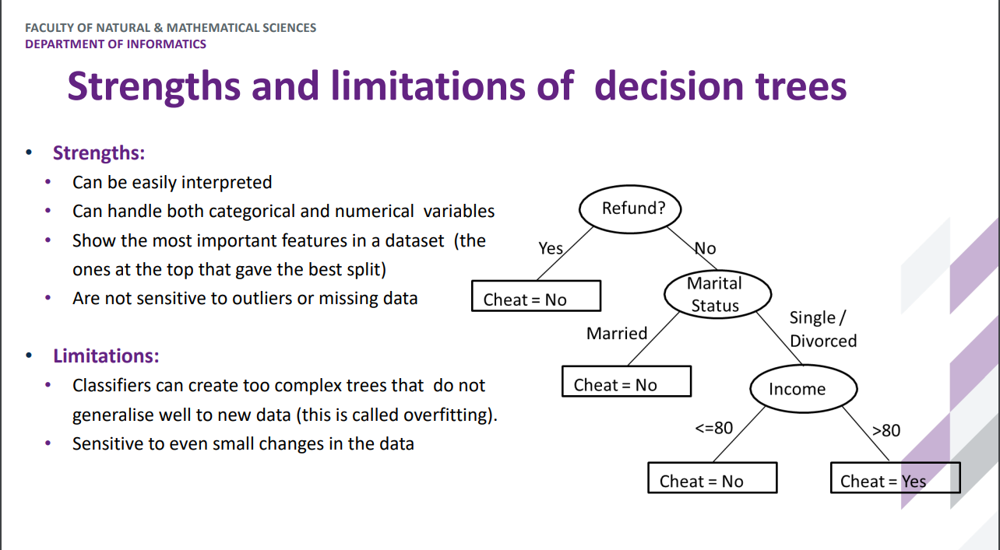 FACULTY OF NATURAL & MATHEMATICAL SCIENCES
DEPARTMENT OF INFORMATICS
Strengths and limitations of decision trees
• Strengths:
• Can be easily interpreted
• Can handle both categorical and numerical variables
• Show the most important features in a dataset (the
ones at the top that gave the best split)
• Are not sensitive to outliers or missing data
• Limitations:
• Classifiers can create too complex trees that do not
generalise well to new data (this is called overfitting).
• Sensitive to even small changes in the data
Refund?
Yes
No
Cheat = No
Marital
Status
Married
Single /
Divorced
Cheat = No
Income
<=80
>80
Cheat = No
Cheat = Yes